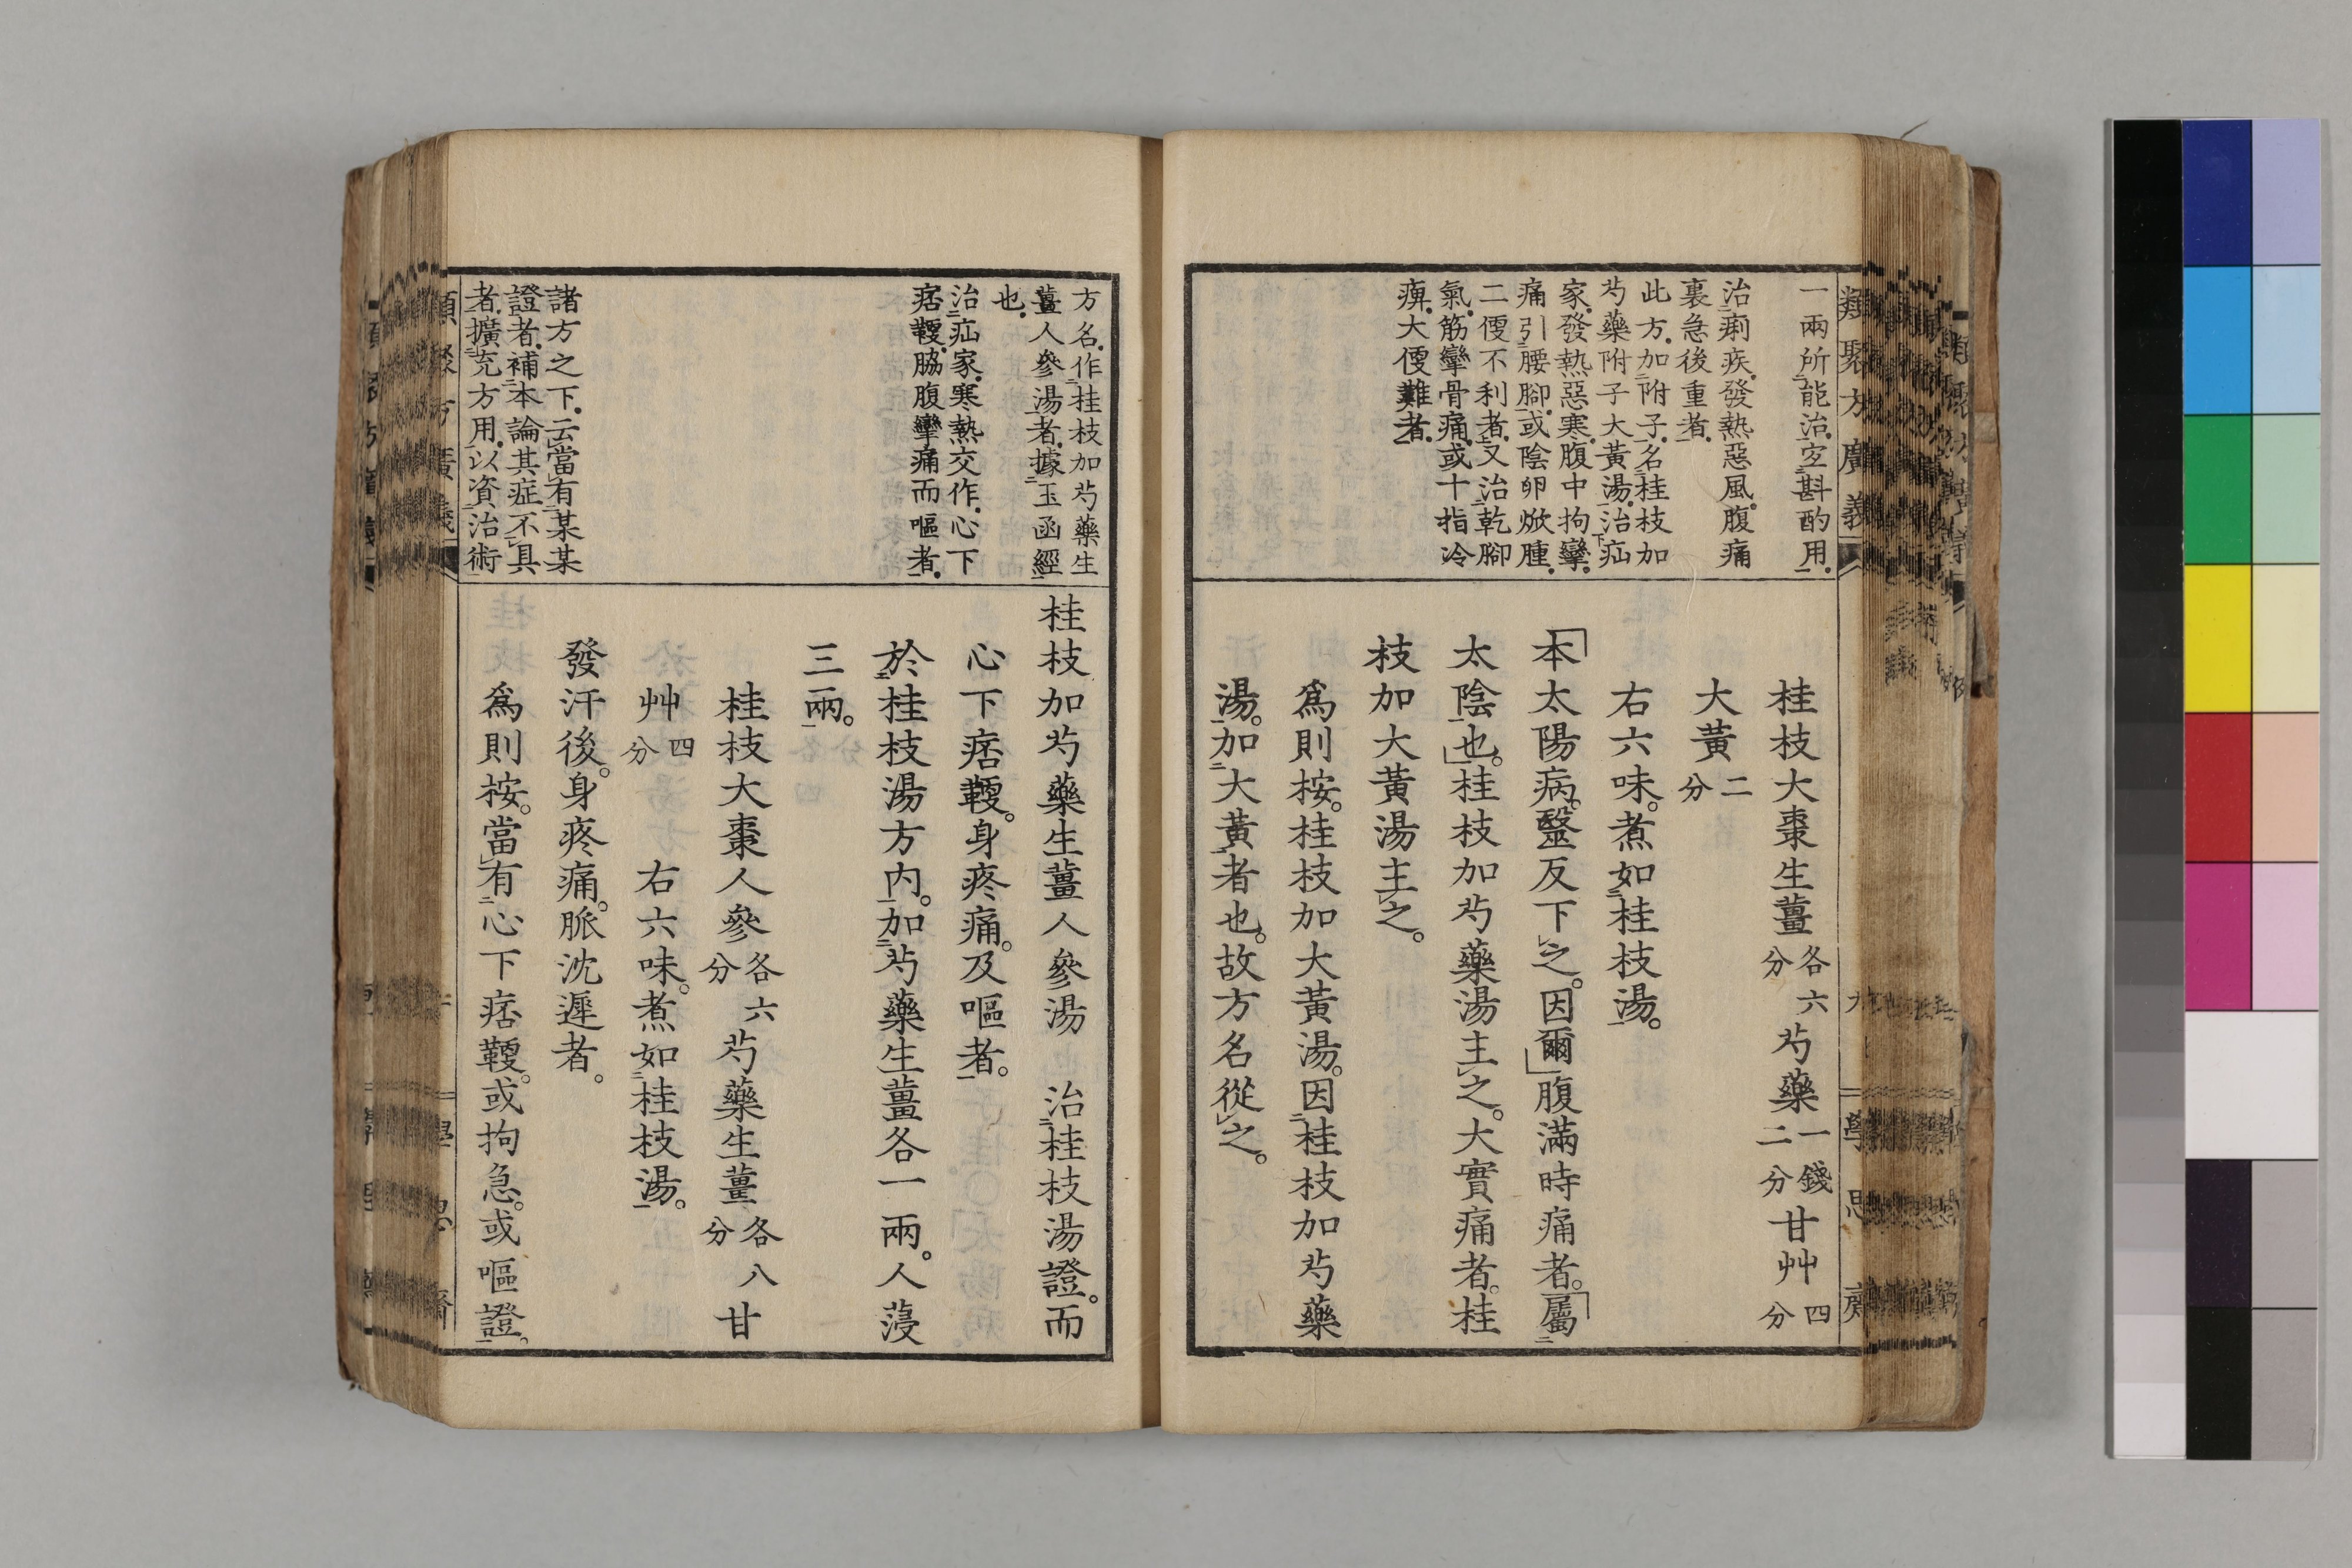 類聚方廣義
一兩所能治宜斟酌用
治痢疾發熱惡風腹痛
裏急後重者
此方加附子名桂枝加
芍藥附子大黃湯治疝
家發熱惡寒腹中拘攣
痛引腰腳或陰卵焮腫
二便不利者又治乾腳
氣筋攣骨痛或十指冷
痹大便難者
桂枝大棗生薑各六分芍藥一錢二分甘艸四分
大黃二分
右六味。煮如桂枝湯。
「本太陽病。醫反下之。因爾」腹滿時痛者。「屬
太陰也。」桂枝加芍藥湯主之。大實痛者。桂
枝加大黃湯主之。
爲則按。桂枝加大黃湯。因桂枝加芍藥
湯。加大黃者也。故方名從之。
學思齋
方名作桂枝加芍藥生
薑人參湯者據玉函經
也
治疝家寒熱交作心下
痞鞕脇腹攣痛而嘔者
諸方之下云當有某某
證者補本論其症不具
者擴充方用以資治術
桂枝加芍藥生薑人參湯 治桂枝湯證。而
心下痞鞕。身疼痛。及嘔者。
於桂枝湯方内。加芍藥生薑各一兩。人蓡
三兩。
桂枝大棗人參各六分芍藥生薑各八分甘
艸四分 右六味。煮如桂枝湯。
發汗後。身疼痛。脈沈遲者。
爲則按。當有心下痞鞕。或拘急。或嘔證。